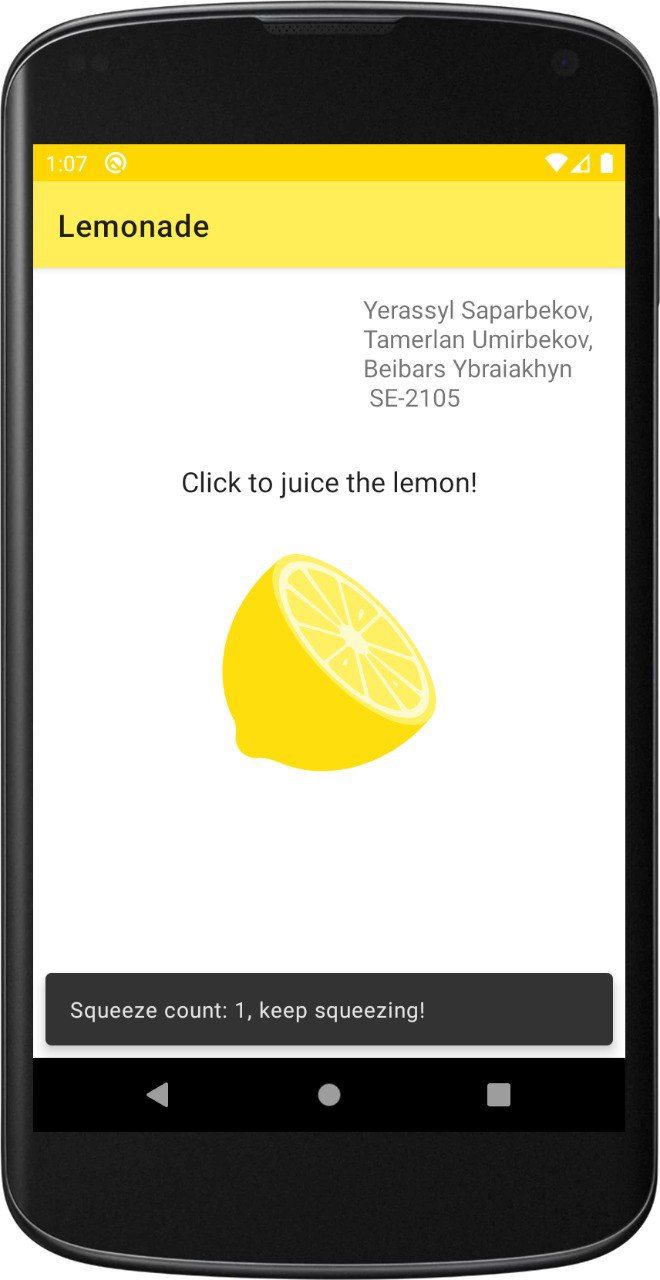 1:07
Lemonade
Yerassyl Saparbekov,
Tamerlan Umirbekov,
Beibars Ybraiakhyn
SE-2105
Click to juice the lemon!
Squeeze count: 1, keep squeezing!